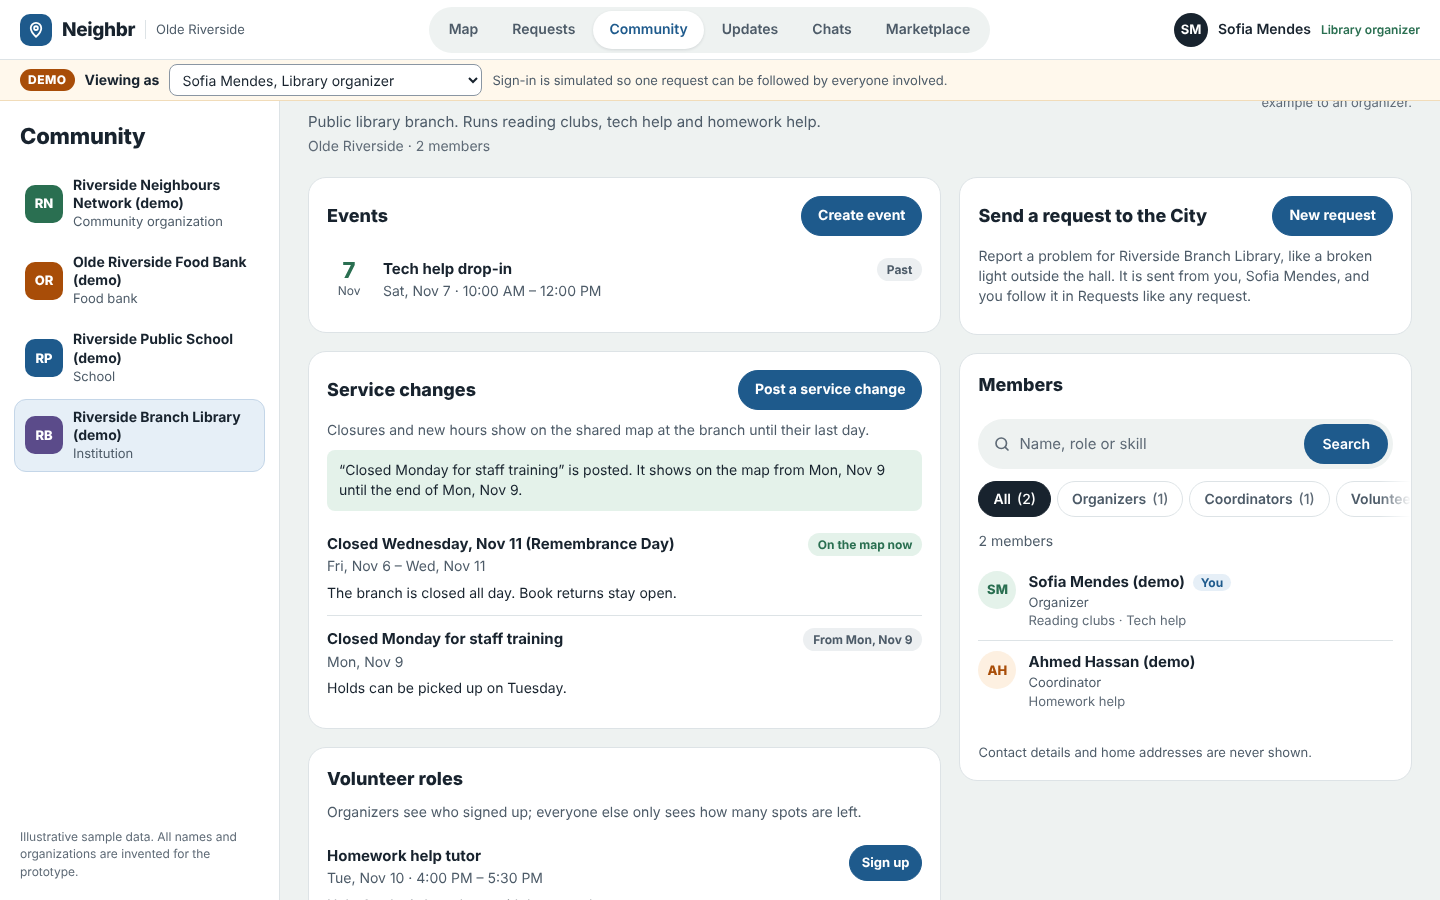 Neighbr
Olde Riverside
Map
Requests
Community
Updates
Chats
Marketplace
SM
Sofia Mendes
Library organizer
DEMO
Viewing as
Sofia Mendes, Library organizer
Sign-in is simulated so one request can be followed by everyone involved.
Community
RN
Riverside Neighbours
Network (demo)
Community organization
OR
Olde Riverside Food Bank
(demo)
Food bank
RP
Riverside Public School
(demo)
School
RB
Riverside Branch Library
(demo)
Institution
Illustrative sample data. All names and
organizations are invented for the
prototype.
example to an organizer.
Public library branch. Runs reading clubs, tech help and homework help.
Olde Riverside · 2 members
Events
Create event
7
Nov
Tech help drop-in
Sat, Nov 7 · 10:00 AM – 12:00 PM
Past
Service changes
Post a service change
Closures and new hours show on the shared map at the branch until their last day.
“Closed Monday for staff training” is posted. It shows on the map from Mon, Nov 9
until the end of Mon, Nov 9.
Closed Wednesday, Nov 11 (Remembrance Day)
On the map now
Fri, Nov 6 – Wed, Nov 11
The branch is closed all day. Book returns stay open.
Closed Monday for staff training
From Mon, Nov 9
Mon, Nov 9
Holds can be picked up on Tuesday.
Volunteer roles
Organizers see who signed up; everyone else only sees how many spots are left.
Homework help tutor
Tue, Nov 10 · 4:00 PM – 5:30 PM
Sign up
Send a request to the City
New request
Report a problem for Riverside Branch Library, like a broken
light outside the hall. It is sent from you, Sofia Mendes, and
you follow it in Requests like any request.
Members
Name, role or skill
Search
All (2)
Organizers (1)
Coordinators (1)
Voluntee
2 members
SM
Sofia Mendes (demo)
You
Organizer
Reading clubs · Tech help
AH
Ahmed Hassan (demo)
Coordinator
Homework help
Contact details and home addresses are never shown.